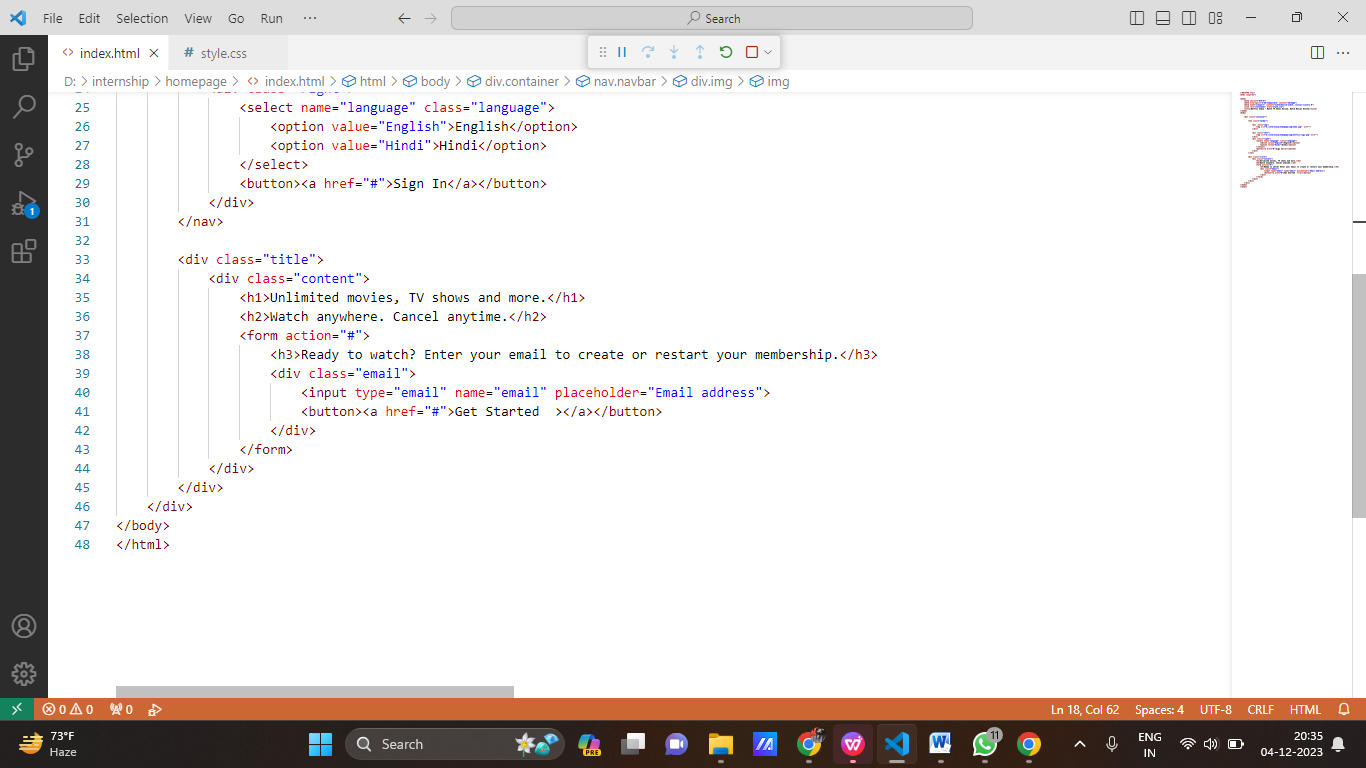 File Edit Selection View Go Run ··· Search
index.html style.css
D: > internship > homepage > index.html > html > body > div.container > nav.navbar > div.img > img
25 <select name="language" class="language">
26 <option value="English">English</option>
27 <option value="Hindi">Hindi</option>
28 </select>
29 <button><a href="#">Sign In</a></button>
30 </div>
31 </nav>
32
33 <div class="title">
34 <div class="content">
35 <h1>Unlimited movies, TV shows and more.</h1>
36 <h2>Watch anywhere. Cancel anytime.</h2>
37 <form action="#">
38 <h3>Ready to watch? Enter your email to create or restart your membership.</h3>
39 <div class="email">
40 <input type="email" name="email" placeholder="Email address">
41 <button><a href="#">Get Started  ></a></button>
42 </div>
43 </form>
44 </div>
45 </div>
46 </div>
47 </body>
48 </html>
1
0 0 0 Ln 18, Col 62 Spaces: 4 UTF-8 CRLF HTML
73°F
Haze
Search
PRE
11
ENG
IN
20:35
04-12-2023